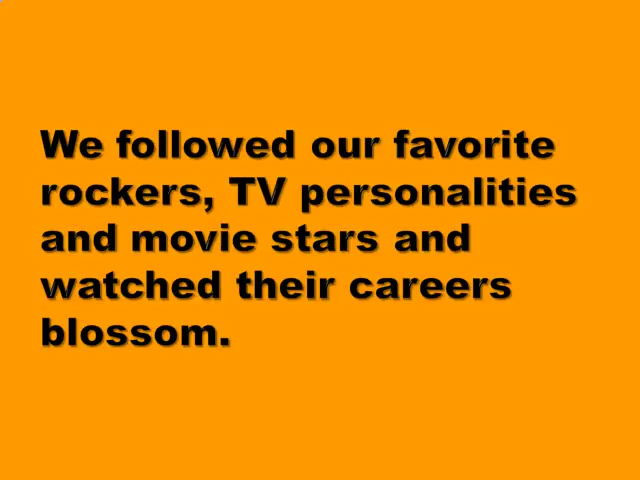 We followed our favorite
rockers, TV personalities
and movie stars and
watched their careers
blossom.